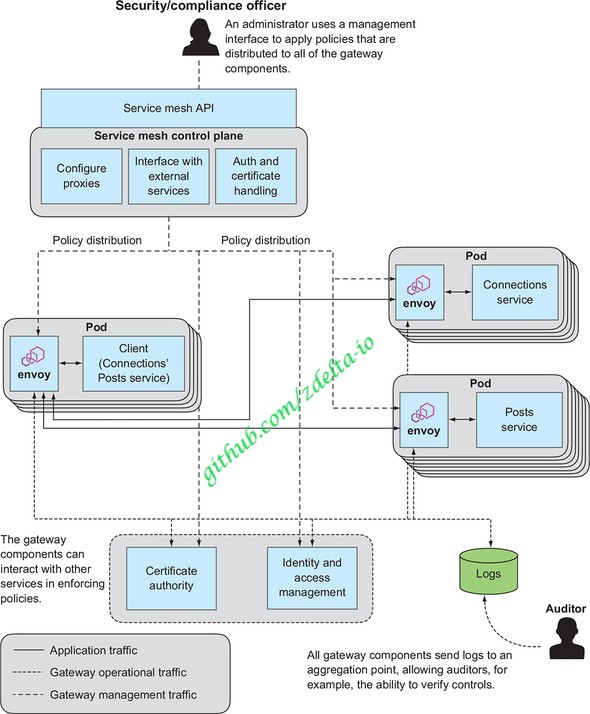 Security/compliance officer
An administrator uses a management
interface to apply policies that are
distributed to all of the gateway
components.
Service mesh API
Service mesh control plane
Configure
proxies
Interface with
external
services
Auth and
certificate
handling
Policy distribution
Policy distribution
Pod
envoy
Connections
service
Pod
envoy
Client
(Connections'
Posts service)
Pod
envoy
Posts
service
github.com/zdelta-io
The gateway
components can
interact with other
services in enforcing
policies.
Certificate
authority
Identity and
access
management
Logs
Auditor
Application traffic
Gateway operational traffic
Gateway management traffic
All gateway components send logs to an
aggregation point, allowing auditors, for
example, the ability to verify controls.